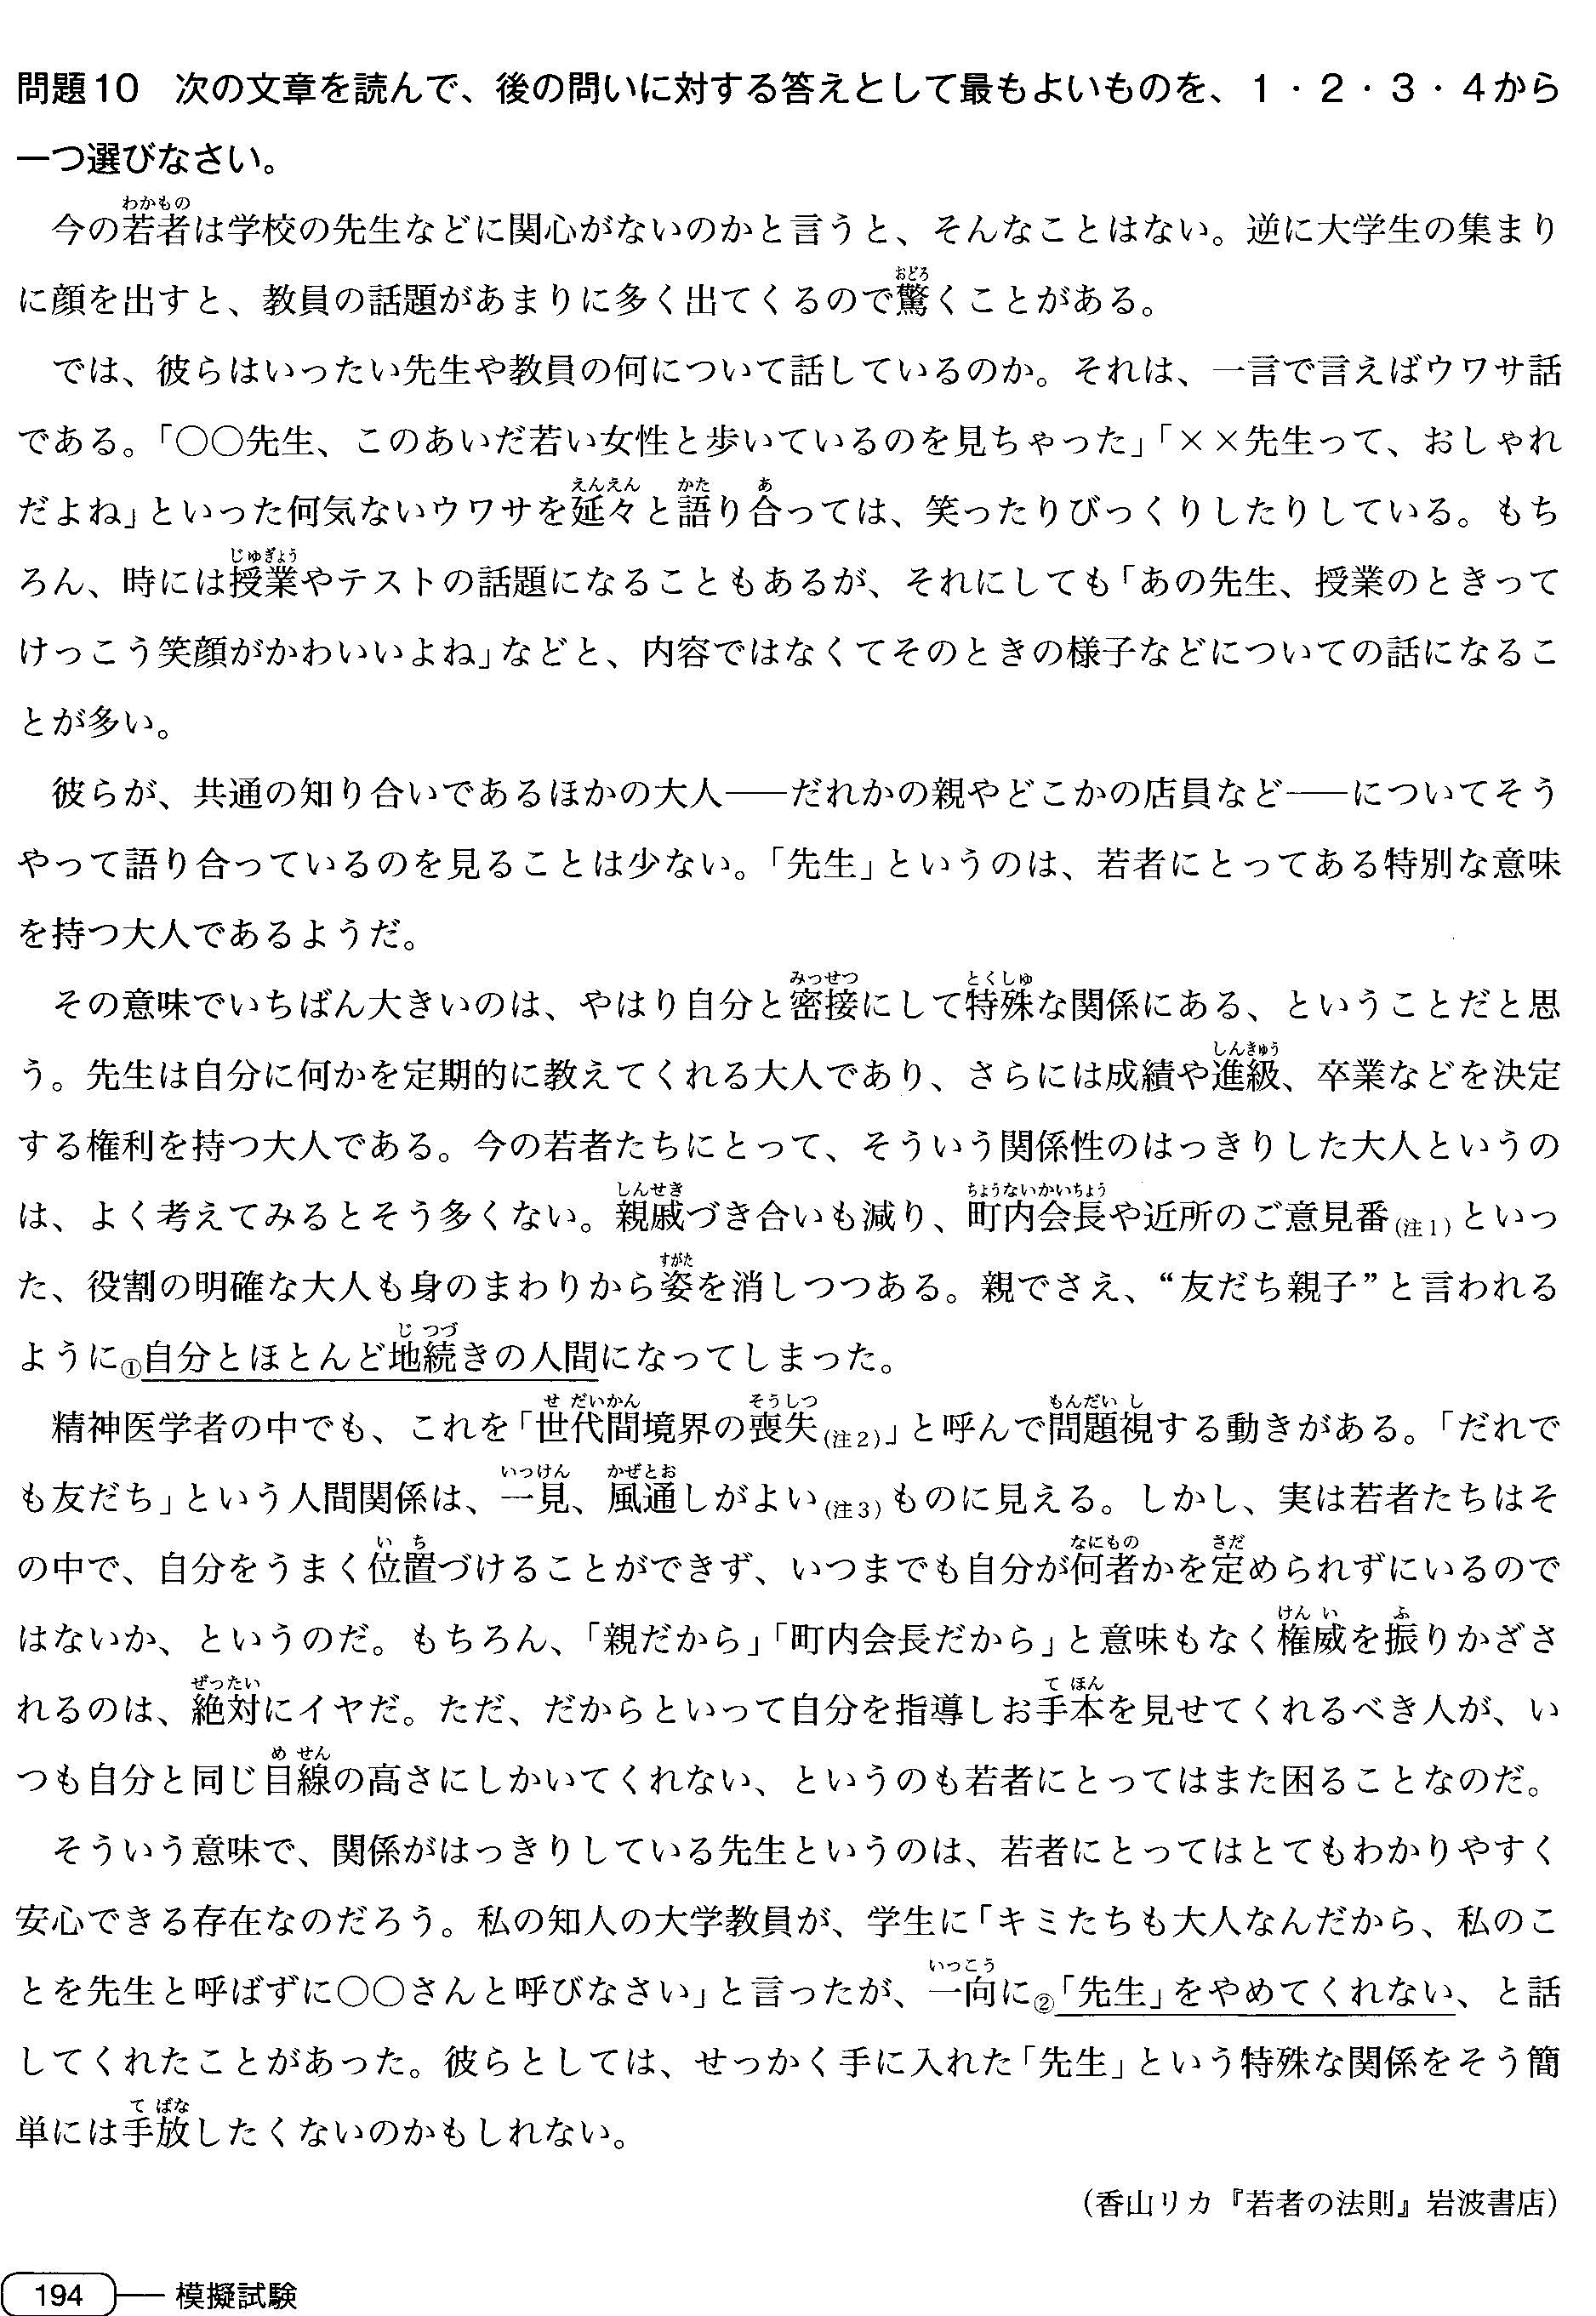 問題10　次の文章を読んで、後の問いに対する答えとして最もよいものを、1・2・3・4から
一つ選びなさい。
　今の若者は学校の先生などに関心がないのかと言うと、そんなことはない。逆に大学生の集まり
に顔を出すと、教員の話題があまりに多く出てくるので驚くことがある。
　では、彼らはいったい先生や教員の何について話しているのか。それは、一言で言えばウワサ話
である。「〇〇先生、このあいだ若い女性と歩いているのを見ちゃった」「××先生って、おしゃれ
だよね」といった何気ないウワサを延々と語り合っては、笑ったりびっくりしたりしている。もち
ろん、時には授業やテストの話題になることもあるが、それにしても「あの先生、授業のときって
けっこう笑顔がかわいいよね」などと、内容ではなくてそのときの様子などについての話になるこ
とが多い。
　彼らが、共通の知り合いであるほかの大人――だれかの親やどこかの店員など――についてそう
やって語り合っているのを見ることは少ない。「先生」というのは、若者にとってある特別な意味
を持つ大人であるようだ。
　その意味でいちばん大きいのは、やはり自分と密接にして特殊な関係にある、ということだと思
う。先生は自分に何かを定期的に教えてくれる大人であり、さらには成績や進級、卒業などを決定
する権利を持つ大人である。今の若者たちにとって、そういう関係性のはっきりした大人というの
は、よく考えてみるとそう多くない。親戚づき合いも減り、町内会長や近所のご意見番(注1)といっ
た、役割の明確な大人も身のまわりから姿を消しつつある。親でさえ、“友だち親子”と言われる
ように①自分とほとんど地続きの人間になってしまった。
　精神医学者の中でも、これを「世代間境界の喪失(注2)」と呼んで問題視する動きがある。「だれで
も友だち」という人間関係は、一見、風通しがよい(注3)ものに見える。しかし、実は若者たちはそ
の中で、自分をうまく位置づけることができず、いつまでも自分が何者かを定められずにいるので
はないか、というのだ。もちろん、「親だから」「町内会長だから」と意味もなく権威を振りかざさ
れるのは、絶対にイヤだ。ただ、だからといって自分を指導しお手本を見せてくれるべき人が、い
つも自分と同じ目線の高さにしかいてくれない、というのも若者にとってはまた困ることなのだ。
　そういう意味で、関係がはっきりしている先生というのは、若者にとってはとてもわかりやすく
安心できる存在なのだろう。私の知人の大学教員が、学生に「キミたちも大人なんだから、私のこ
とを先生と呼ばずに〇〇さんと呼びなさい」と言ったが、一向に②「先生」をやめてくれない、と話
してくれたことがあった。彼らとしては、せっかく手に入れた「先生」という特殊な関係をそう簡
単には手放したくないのかもしれない。
（香山リカ『若者の法則』岩波書店）
194　模擬試験